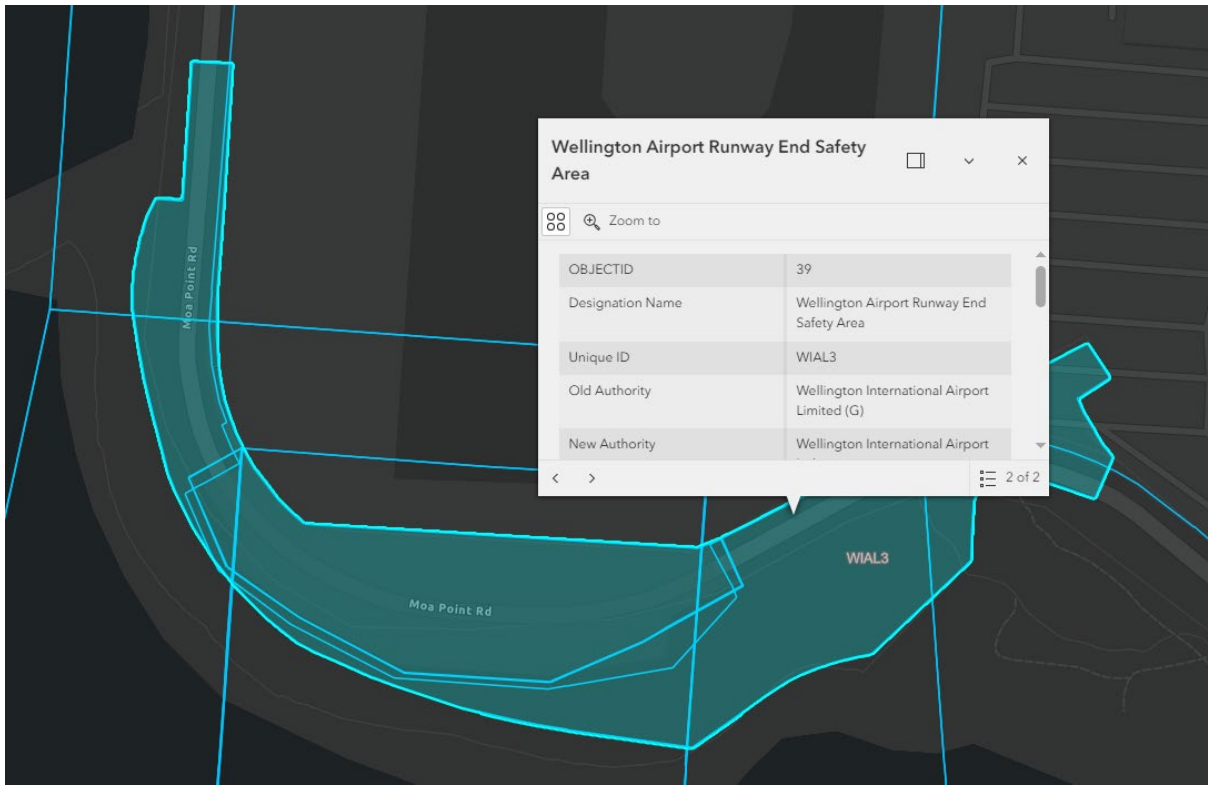 Wellington Airport Runway End Safety
Area
Zoom to
OBJECTID 39
Designation Name Wellington Airport Runway End
Safety Area
Unique ID WIAL3
Old Authority Wellington International Airport
Limited (G)
New Authority Wellington International Airport
2 of 2
Moa Point Rd
WIAL3
Moa Point Rd